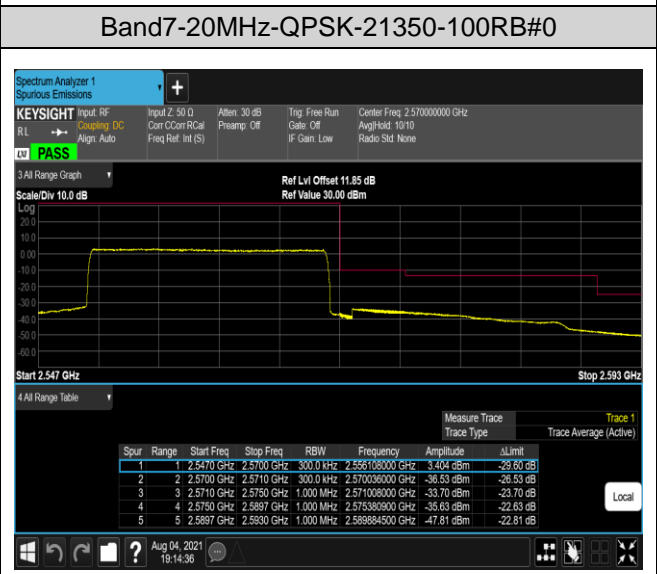 Band7-20MHz-QPSK-21350-100RB#0
Spectrum Analyzer 1
Spurious Emissions
+
KEYSIGHT Input: RF Input Z: 50 Ω Atten: 30 dB Trig: Free Run Center Freq: 2.570000000 GHz
RL Coupling: DC Corr CCorr RCal Preamp: Off Gate: Off Avg|Hold: 10/10
Align: Auto Freq Ref: Int (S) IF Gain: Low Radio Std: None
LXI PASS
3 All Range Graph
Ref Lvl Offset 11.85 dB
Scale/Div 10.0 dB Ref Value 30.00 dBm
Log
20.0
10.0
0.00
-10.0
-20.0
-30.0
-40.0
-50.0
-60.0
Start 2.547 GHz Stop 2.593 GHz
4 All Range Table
Measure Trace Trace 1
Trace Type Trace Average (Active)
Spur Range Start Freq Stop Freq RBW Frequency Amplitude ΔLimit
1 1 2.5470 GHz 2.5700 GHz 300.0 kHz 2.556108000 GHz 3.404 dBm -29.60 dB
2 2 2.5700 GHz 2.5710 GHz 300.0 kHz 2.570036000 GHz -36.53 dBm -26.53 dB
3 3 2.5710 GHz 2.5750 GHz 1.000 MHz 2.571008000 GHz -33.70 dBm -23.70 dB
4 4 2.5750 GHz 2.5897 GHz 1.000 MHz 2.575380900 GHz -35.63 dBm -22.63 dB
5 5 2.5897 GHz 2.5930 GHz 1.000 MHz 2.589884500 GHz -47.81 dBm -22.81 dB
Local
? Aug 04, 2021
19:14:36